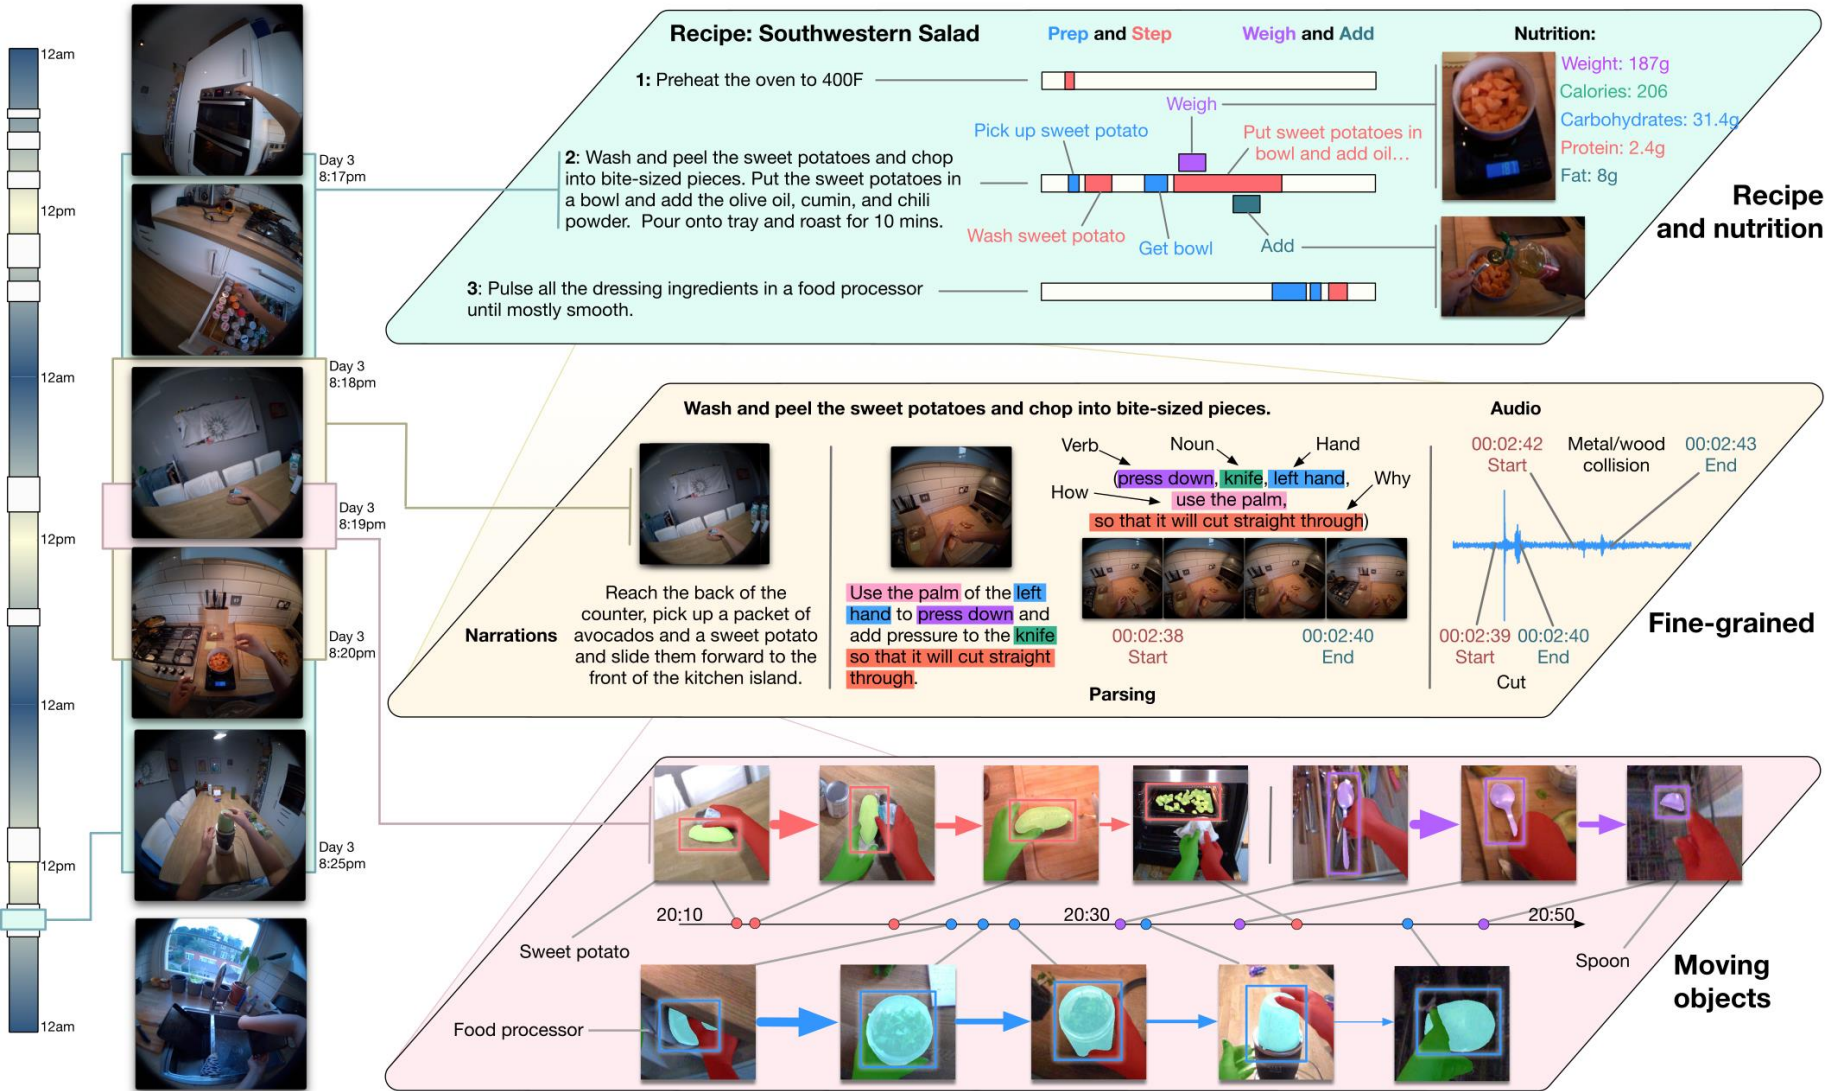 12am
12pm
12am
12pm
12am
12pm
12am
Day 3
8:17pm
Day 3
8:18pm
Day 3
8:19pm
Day 3
8:20pm
Day 3
8:25pm
Recipe: Southwestern Salad
Prep and Step
Weigh and Add
Nutrition:
1: Preheat the oven to 400F
Weigh
Pick up sweet potato
Put sweet potatoes in
bowl and add oil...
2: Wash and peel the sweet potatoes and chop
into bite-sized pieces. Put the sweet potatoes in
a bowl and add the olive oil, cumin, and chili
powder. Pour onto tray and roast for 10 mins.
Wash sweet potato
Get bowl
Add
3: Pulse all the dressing ingredients in a food processor
until mostly smooth.
Weight: 187g
Calories: 206
Carbohydrates: 31.4g
Protein: 2.4g
Fat: 8g
Recipe
and nutrition
Wash and peel the sweet potatoes and chop into bite-sized pieces.
Audio
Narrations
Reach the back of the
counter, pick up a packet of
avocados and a sweet potato
and slide them forward to the
front of the kitchen island.
Use the palm of the left
hand to press down and
add pressure to the knife
so that it will cut straight
through.
Verb
Noun
Hand
(press down, knife, left hand,
How
Why
use the palm,
so that it will cut straight through)
00:02:38
Start
00:02:40
End
Parsing
00:02:42
Start
Metal/wood
collision
00:02:43
End
00:02:39
Start
00:02:40
End
Cut
Fine-grained
20:10
20:30
20:50
Sweet potato
Spoon
Food processor
Moving
objects